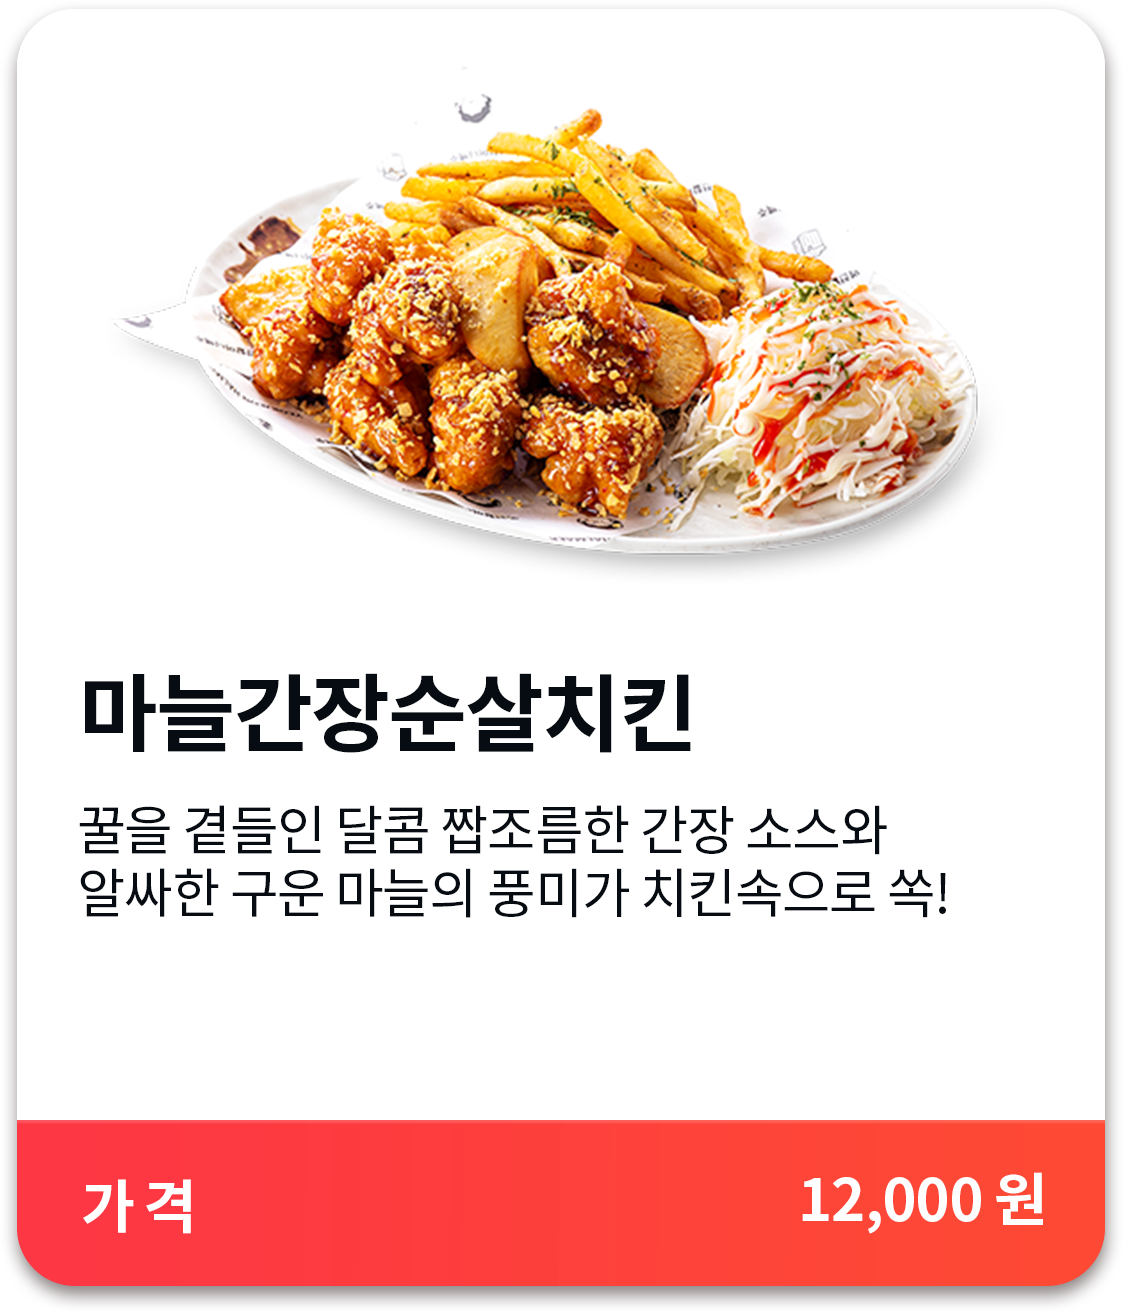 마늘간장순살치킨
꿀을 곁들인 달콤 짭조름한 간장 소스와
알싸한 구운 마늘의 풍미가 치킨속으로 쏙!
가격
12,000 원